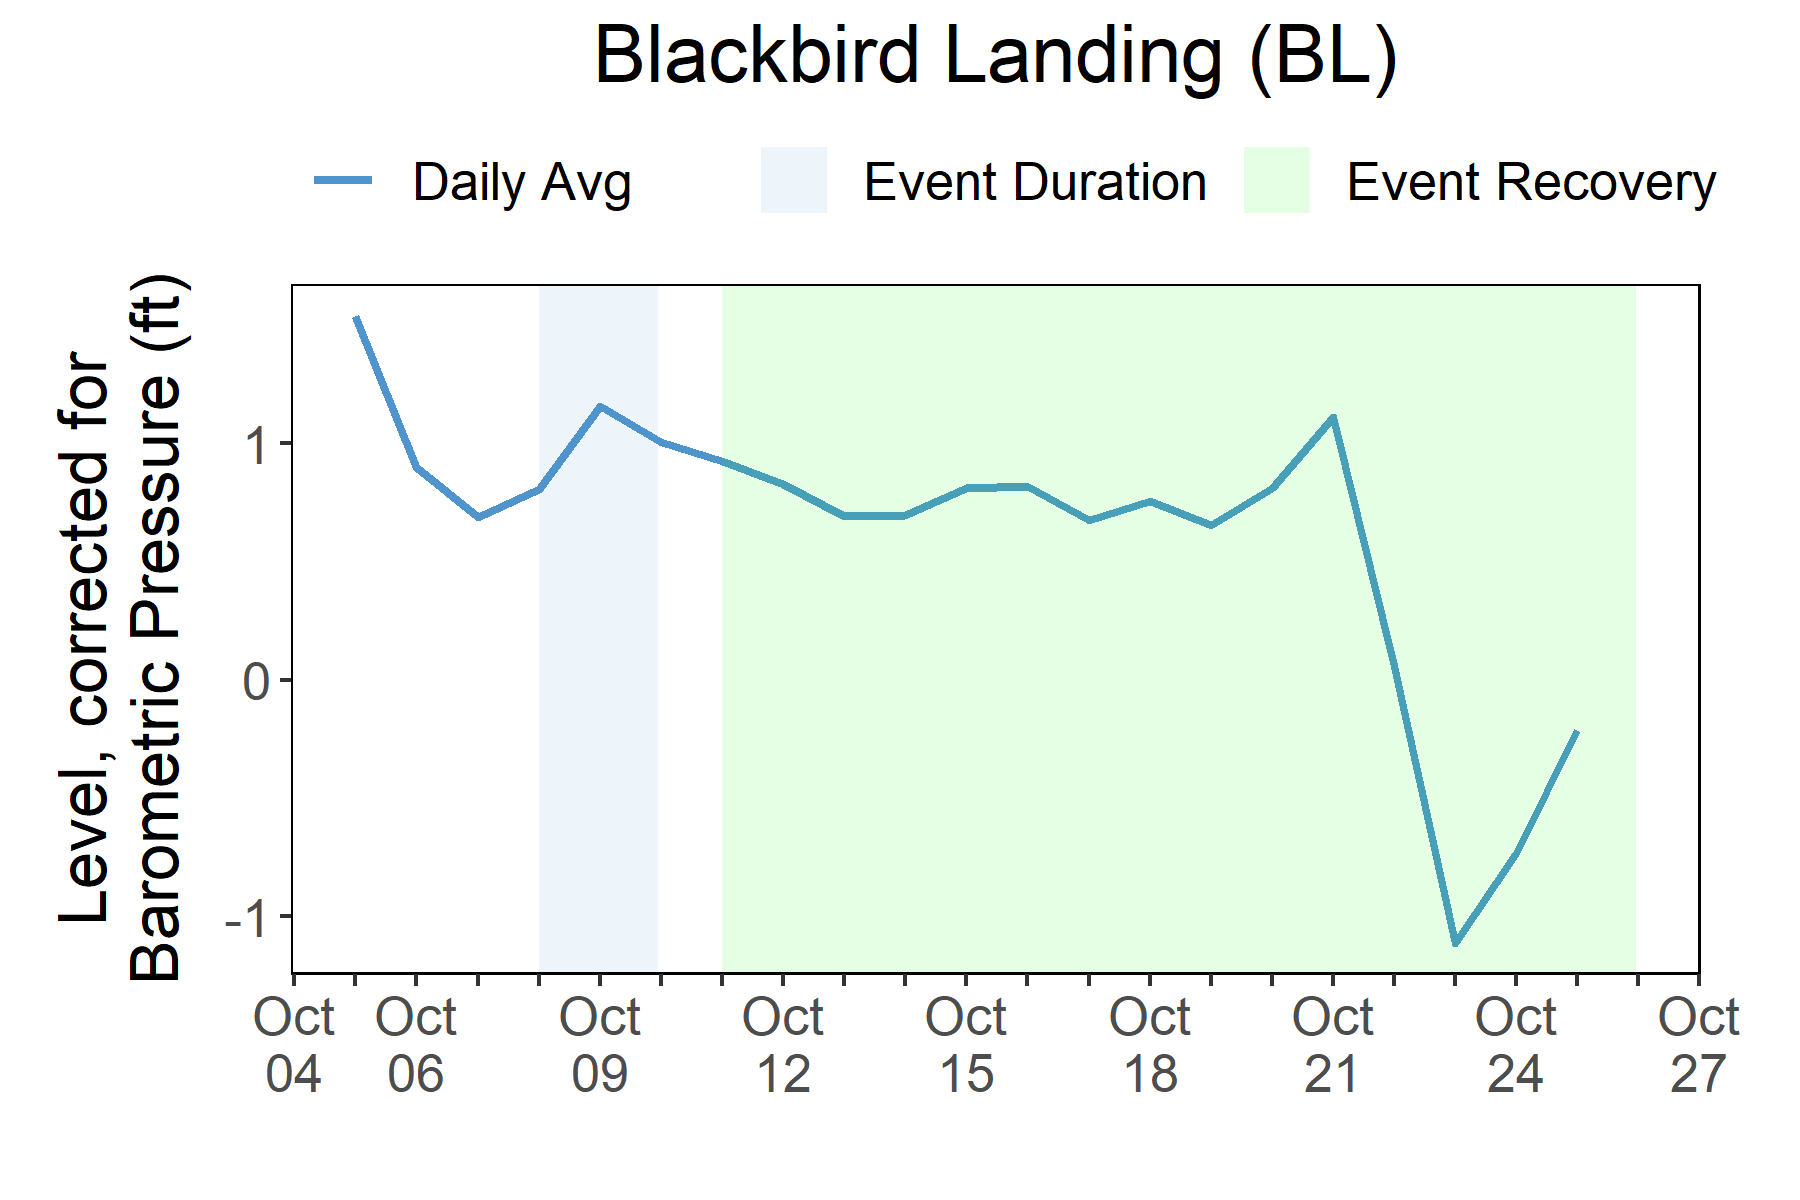 Blackbird Landing (BL)
Daily Avg
Event Duration
Event Recovery
Level, corrected for
Barometric Pressure (ft)
1
0
-1
Oct
04
Oct
06
Oct
09
Oct
12
Oct
15
Oct
18
Oct
21
Oct
24
Oct
27